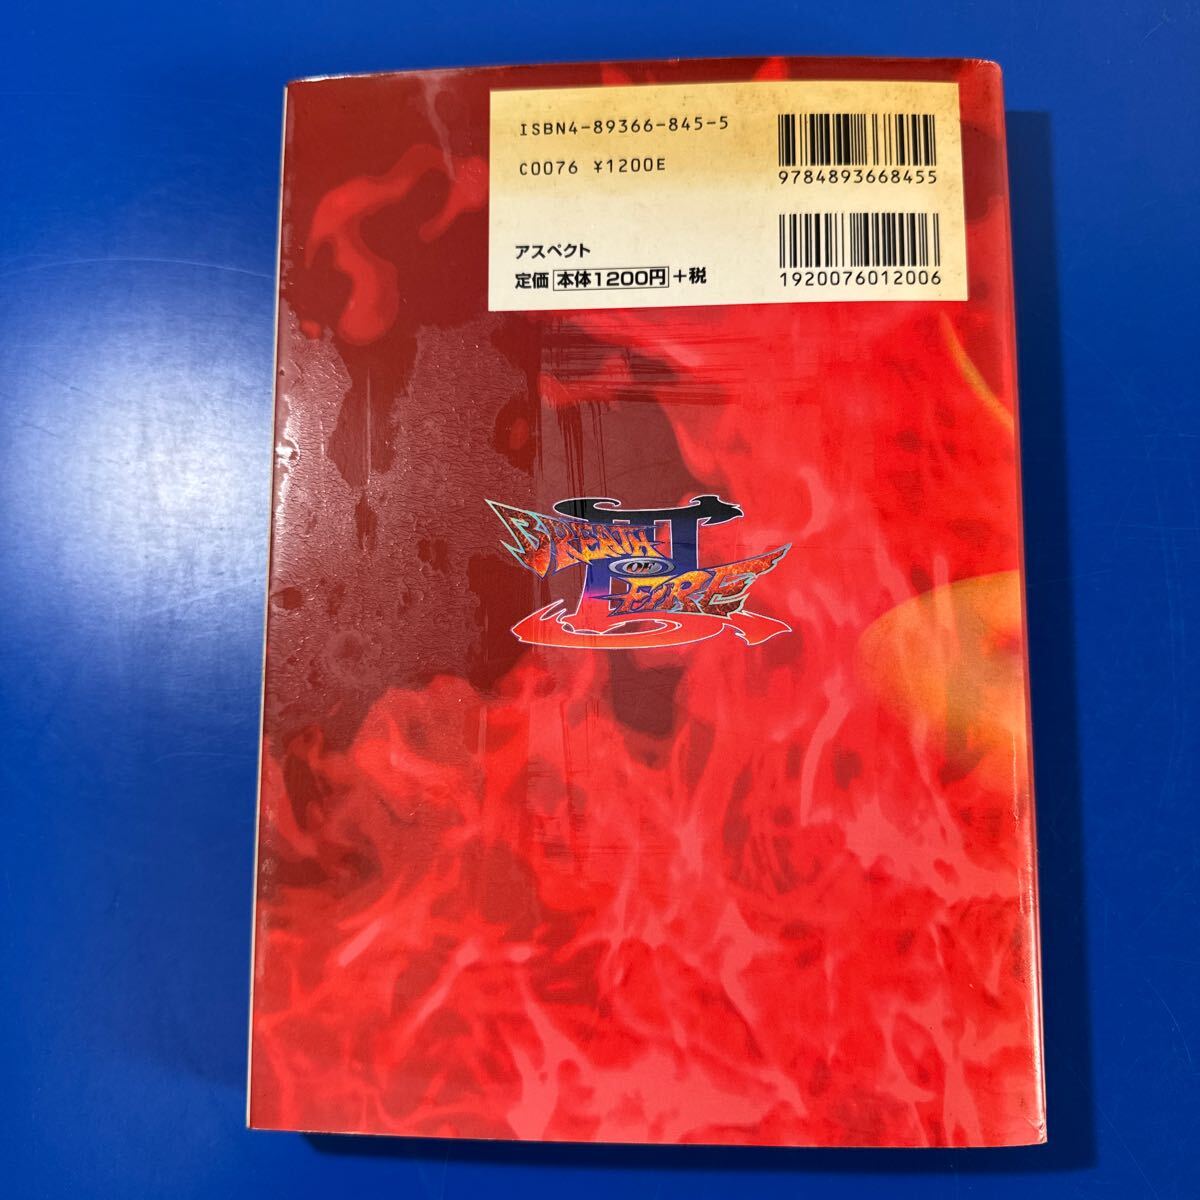 ISBN4-89366-845-5
C0076 ¥1200E
9784893668455
アスペクト
定価 本体1200円 +税
1920076012006
BREATH
OF
FIRE
III